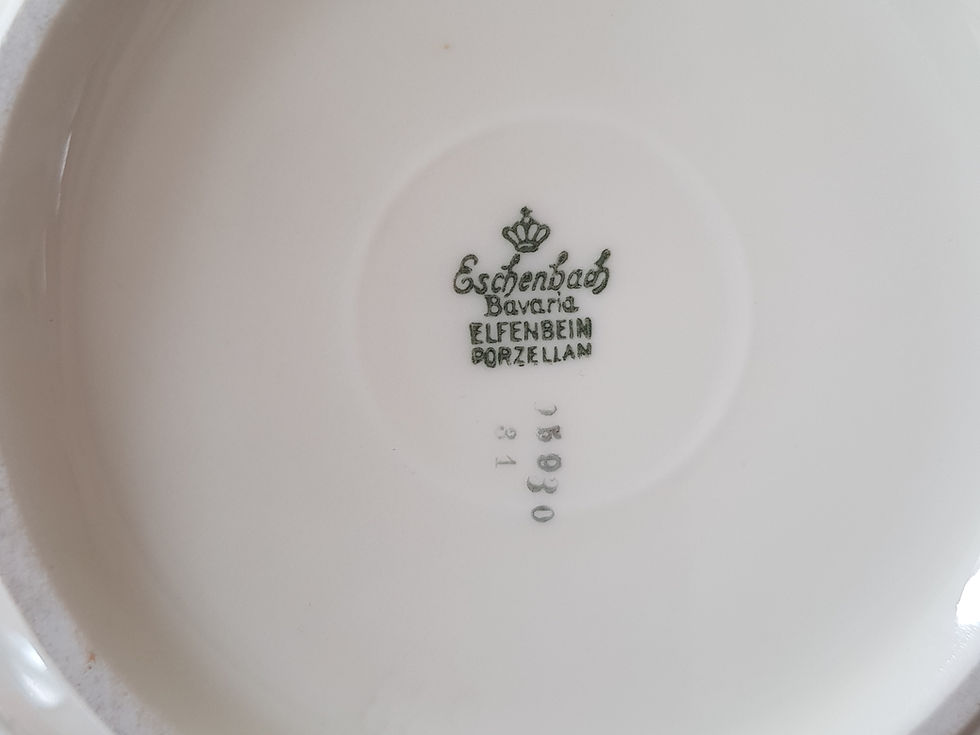 Eschenbach
Bavaria
ELFENBEIN
PORZELLAN